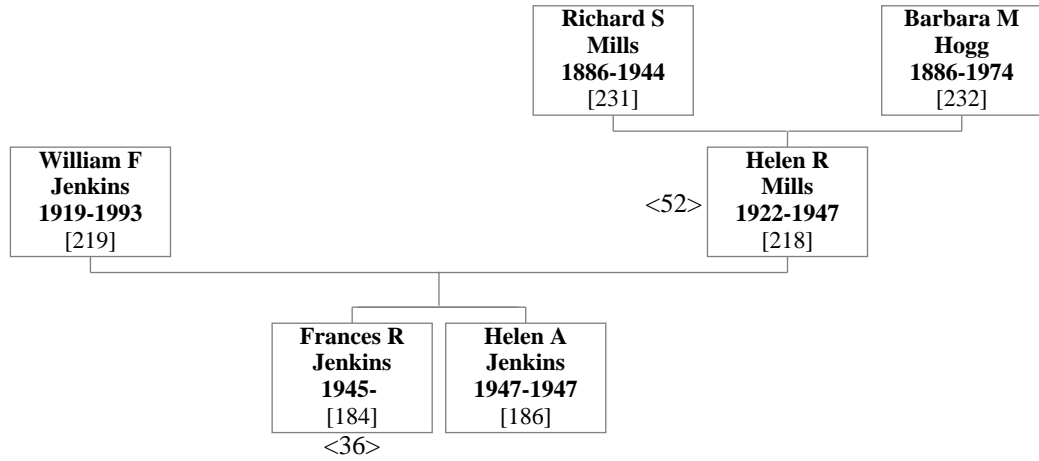 Richard S
Mills
1886-1944
[231]
Barbara M
Hogg
1886-1974
[232]
William F
Jenkins
1919-1993
[219]
<52>
Helen R
Mills
1922-1947
[218]
Frances R
Jenkins
1945-
[184]
<36>
Helen A
Jenkins
1947-1947
[186]